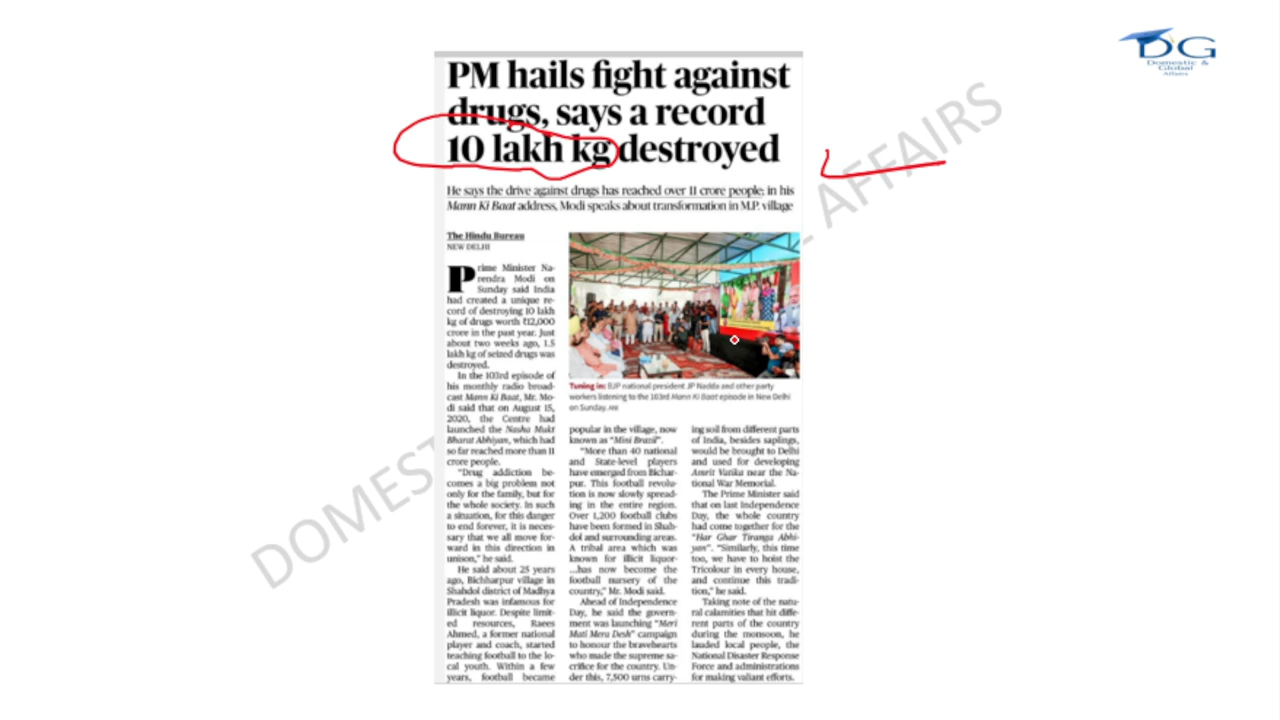 DG
Domestic &
Global
Affairs
PM hails fight against
drugs, says a record
10 lakh kg destroyed
He says the drive against drugs has reached over 11 crore people; in his
Mann Ki Baat address, Modi speaks about transformation in M.P. village
The Hindu Bureau
NEW DELHI
Prime Minister Na-
rendra Modi on
Sunday said India
had created a unique re-
cord of destroying 10 lakh
kg of drugs worth ₹12,000
crore in the past year. Just
about two weeks ago, 1.5
lakh kg of seized drugs was
destroyed.
In the 103rd episode of
his monthly radio broad-
cast Mann Ki Baat, Mr. Mo-
di said that on August 15,
2020, the Centre had
launched the Nasha Mukt
Bharat Abhiyan, which had
so far reached more than 11
crore people.
"Drug addiction be-
comes a big problem not
only for the family, but for
the whole society. In such
a situation, for this danger
to end forever, it is neces-
sary that we all move for-
ward in this direction in
unison," he said.
He said about 25 years
ago, Bichharpur village in
Shahdol district of Madhya
Pradesh was infamous for
illicit liquor. Despite limit-
ed resources, Raees
Ahmed, a former national
player and coach, started
teaching football to the lo-
cal youth. Within a few
years, football became
Tuning in: BJP national president JP Nadda and other party
workers listening to the 103rd Mann Ki Baat episode in New Delhi
on Sunday. ANI
popular in the village, now
known as "Mini Brazil".
"More than 40 national
and State-level players
have emerged from Bichar-
pur. This football revolu-
tion is now slowly spread-
ing in the entire region.
Over 1,200 football clubs
have been formed in Shah-
dol and surrounding areas.
A tribal area which was
known for illicit liquor-
...has now become the
football nursery of the
country," Mr. Modi said.
Ahead of Independence
Day, he said the govern-
ment was launching "Meri
Mati Mera Desh" campaign
to honour the bravehearts
who made the supreme sa-
crifice for the country. Un-
der this, 7,500 urns carry-
ing soil from different parts
of India, besides saplings,
would be brought to Delhi
and used for developing
Amrit Vatika near the Na-
tional War Memorial.
The Prime Minister said
that on last Independence
Day, the whole country
had come together for the
"Har Ghar Tiranga Abhi-
yan". "Similarly, this time
too, we have to hoist the
Tricolour in every house,
and continue this tradi-
tion," he said.
Taking note of the natu-
ral calamities that hit diffe-
rent parts of the country
during the monsoon, he
lauded local people, the
National Disaster Response
Force and administrations
for making valiant efforts.
DOMEST
AFFAIRS